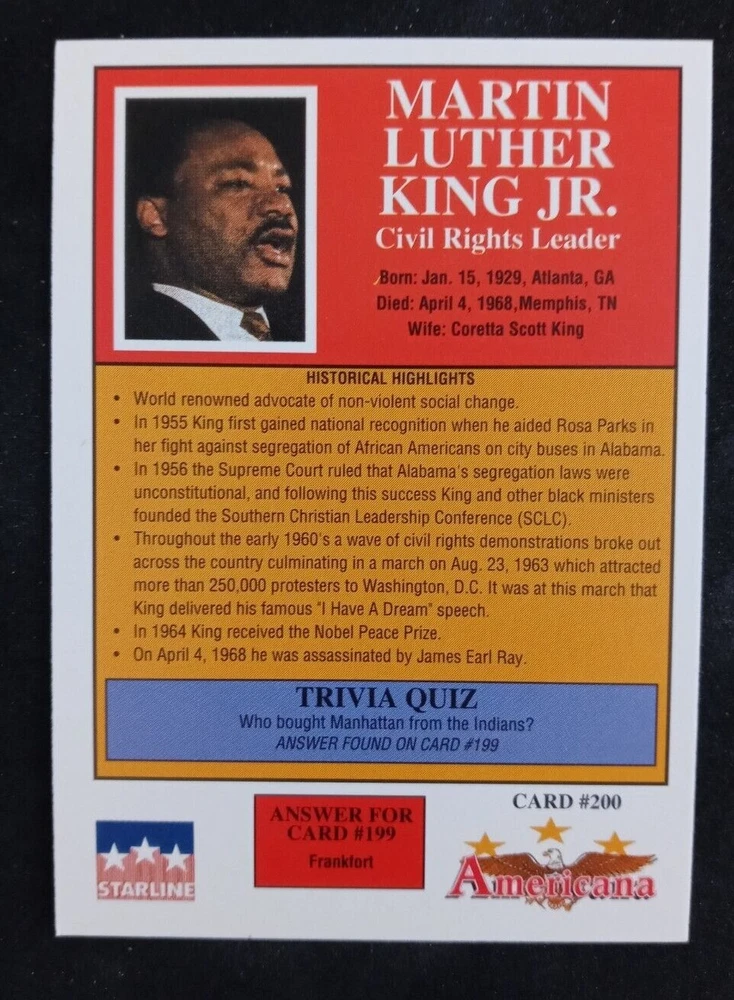 MARTIN
LUTHER
KING JR.
Civil Rights Leader
Born: Jan. 15, 1929, Atlanta, GA
Died: April 4, 1968,Memphis, TN
Wife: Coretta Scott King
HISTORICAL HIGHLIGHTS
• World renowned advocate of non-violent social change.
• In 1955 King first gained national recognition when he aided Rosa Parks in
her fight against segregation of African Americans on city buses in Alabama.
• In 1956 the Supreme Court ruled that Alabama's segregation laws were
unconstitutional, and following this success King and other black ministers
founded the Southern Christian Leadership Conference (SCLC).
• Throughout the early 1960's a wave of civil rights demonstrations broke out
across the country culminating in a march on Aug. 23, 1963 which attracted
more than 250,000 protesters to Washington, D.C. It was at this march that
King delivered his famous "I Have A Dream" speech.
• In 1964 King received the Nobel Peace Prize.
• On April 4, 1968 he was assassinated by James Earl Ray.
TRIVIA QUIZ
Who bought Manhattan from the Indians?
ANSWER FOUND ON CARD #199
STARLINE
ANSWER FOR
CARD #199
Frankfort
CARD #200
Americana